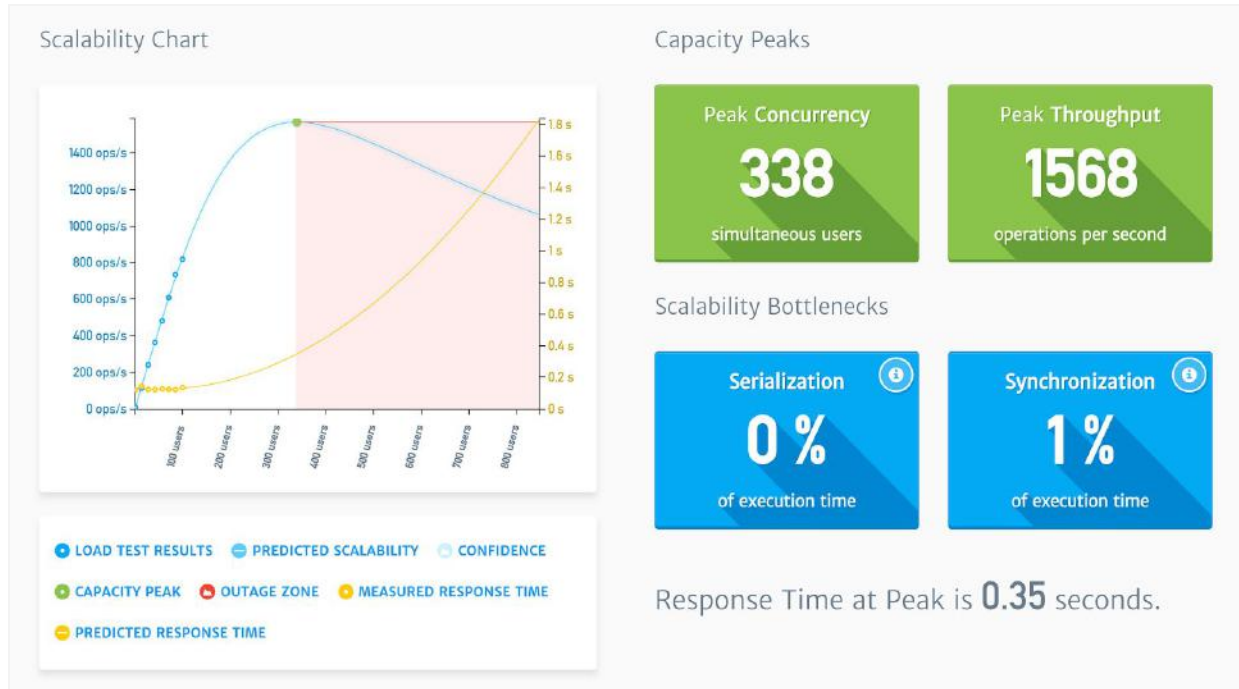 Scalability Chart
1400 ops/s
1200 ops/s
1000 ops/s
800 ops/s
600 ops/s
400 ops/s
200 ops/s
0 ops/s
1.8 s
1.6 s
1.4 s
1.2 s
1 s
0.8 s
0.6 s
0.4 s
0.2 s
0 s
100 users
200 users
300 users
400 users
500 users
600 users
700 users
800 users
LOAD TEST RESULTS PREDICTED SCALABILITY CONFIDENCE
CAPACITY PEAK OUTAGE ZONE MEASURED RESPONSE TIME
PREDICTED RESPONSE TIME
Capacity Peaks
Peak Concurrency
338
simultaneous users
Peak Throughput
1568
operations per second
Scalability Bottlenecks
Serialization
0 %
of execution time
Synchronization
1 %
of execution time
Response Time at Peak is 0.35 seconds.